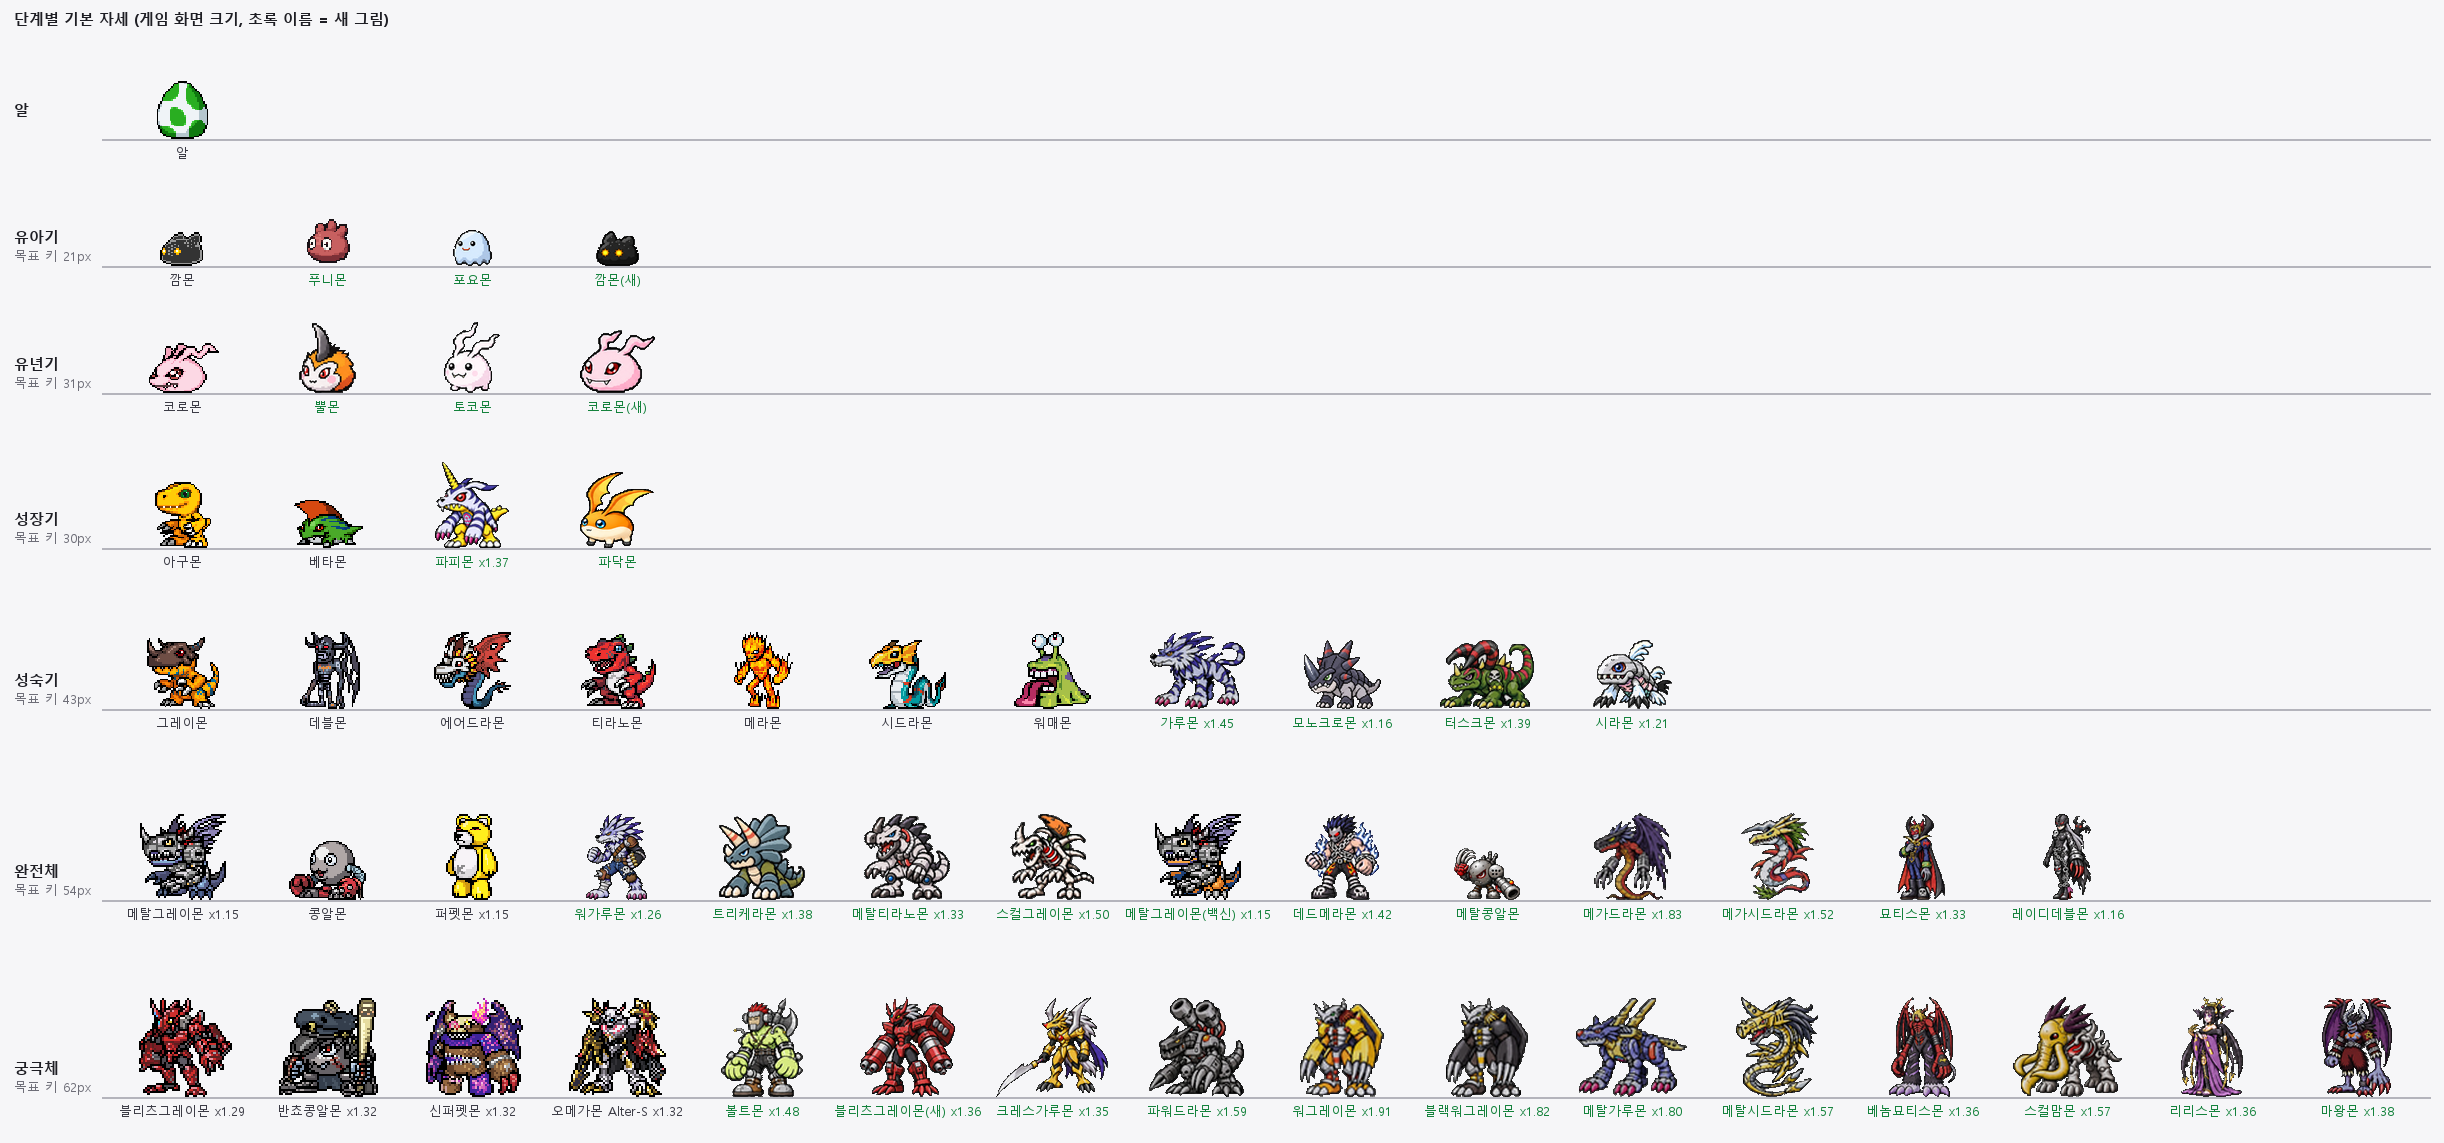 단계별 기본 자세 (게임 화면 크기, 초록 이름 = 새 그림)
알
알
유아기
목표 키 21px
깜몬 푸니몬 포요몬 깜몬(새)
유년기
목표 키 31px
코로몬 뿔몬 토코몬 코로몬(새)
성장기
목표 키 30px
아구몬 베타몬 파피몬 x1.37 파닥몬
성숙기
목표 키 43px
그레이몬 데블몬 에어드라몬 티라노몬 메라몬 시드라몬 워매몬 가루몬 x1.45 모노크로몬 x1.16 터스크몬 x1.39 시라몬 x1.21
완전체
목표 키 54px
메탈그레이몬 x1.15 콩알몬 퍼펫몬 x1.15 워가루몬 x1.26 트리케라몬 x1.38 메탈티라노몬 x1.33 스컬그레이몬 x1.50 메탈그레이몬(백신) x1.15 데드메라몬 x1.42 메탈콩알몬 메가드라몬 x1.83 메가시드라몬 x1.52 묘티스몬 x1.33 레이디데블몬 x1.16
궁극체
목표 키 62px
블리츠그레이몬 x1.29 반쵸콩알몬 x1.32 신퍼펫몬 x1.32 오메가몬 Alter-S x1.32 볼트몬 x1.48 블리츠그레이몬(새) x1.36 크레스가루몬 x1.35 파워드라몬 x1.59 워그레이몬 x1.91 블랙워그레이몬 x1.82 메탈가루몬 x1.80 메탈시드라몬 x1.57 베놈묘티스몬 x1.36 스컬맘몬 x1.57 리리스몬 x1.36 마왕몬 x1.38